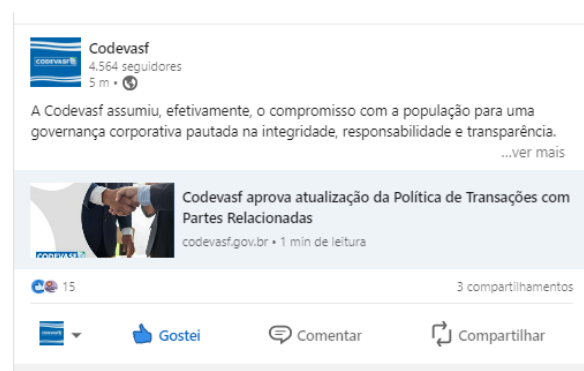 CODEVASF
Codevasf
4.564 seguidores
5 m •
A Codevasf assumiu, efetivamente, o compromisso com a população para uma
governança corporativa pautada na integridade, responsabilidade e transparência.
...ver mais
Codevasf aprova atualização da Política de Transações com
Partes Relacionadas
codevasf.gov.br • 1 min de leitura
CODEVASF
15
3 compartilhamentos
Gostei
Comentar
Compartilhar